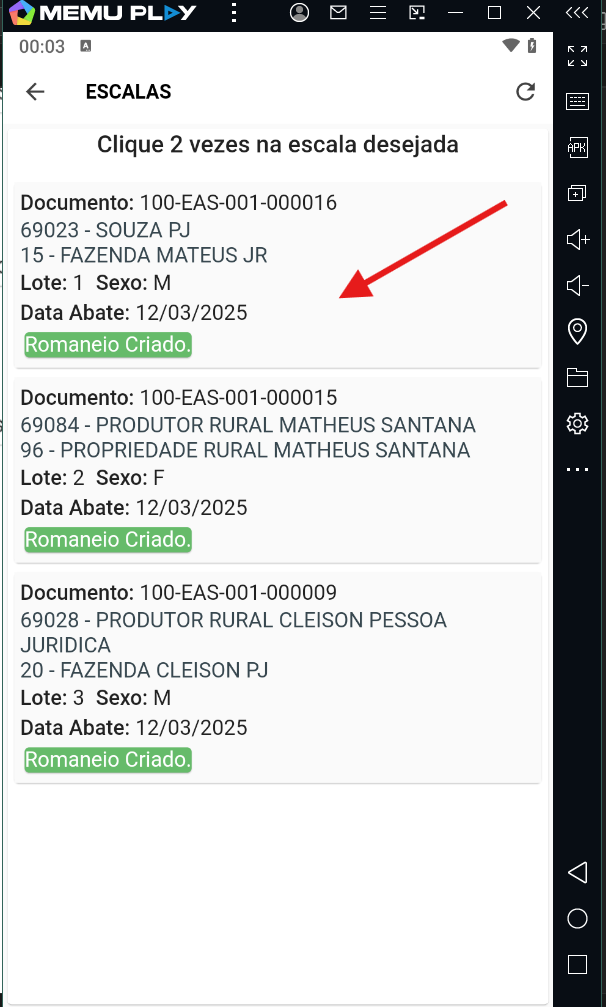 MEMU PLAY
00:03 A
ESCALAS
Clique 2 vezes na escala desejada
Documento: 100-EAS-001-000016
69023 - SOUZA PJ
15 - FAZENDA MATEUS JR
Lote: 1 Sexo: M
Data Abate: 12/03/2025
Romaneio Criado.
Documento: 100-EAS-001-000015
69084 - PRODUTOR RURAL MATHEUS SANTANA
96 - PROPRIEDADE RURAL MATHEUS SANTANA
Lote: 2 Sexo: F
Data Abate: 12/03/2025
Romaneio Criado.
Documento: 100-EAS-001-000009
69028 - PRODUTOR RURAL CLEISON PESSOA
JURIDICA
20 - FAZENDA CLEISON PJ
Lote: 3 Sexo: M
Data Abate: 12/03/2025
Romaneio Criado.
APK